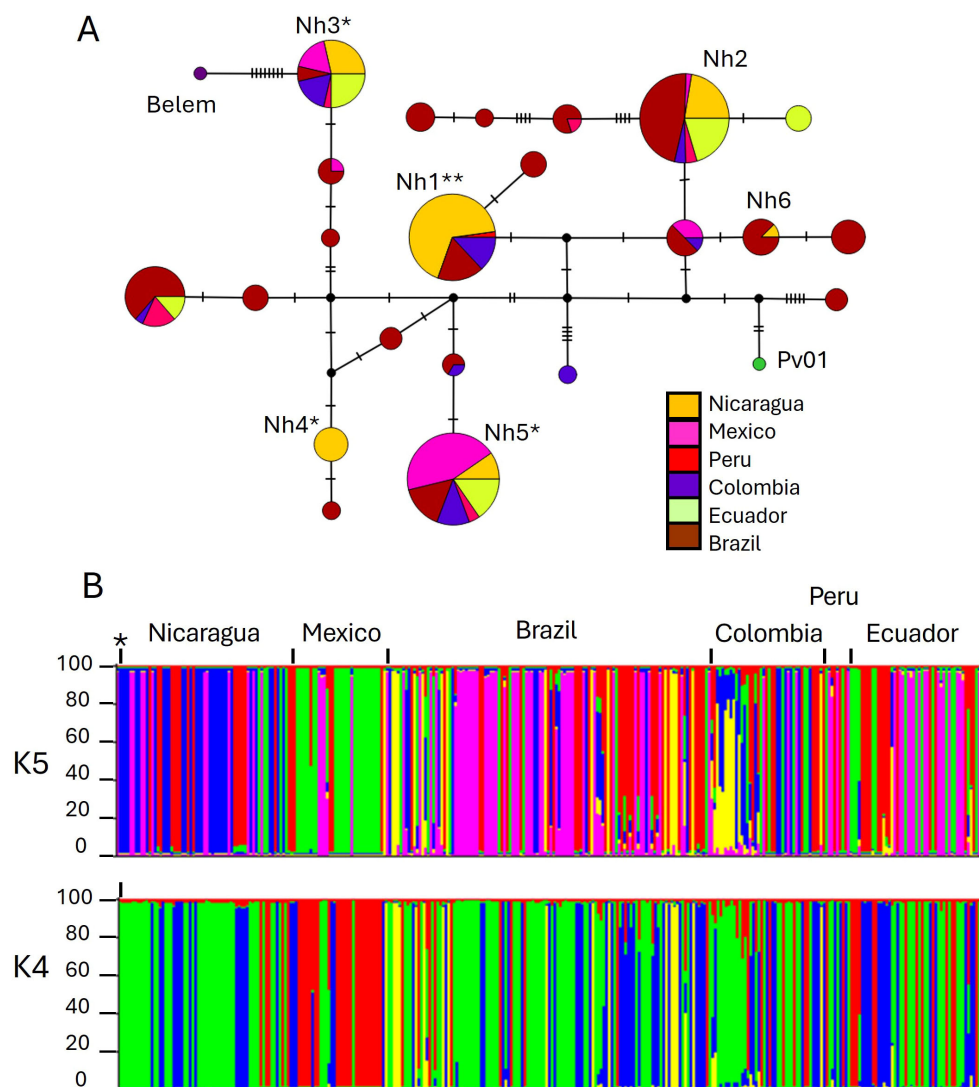 A
Nh3*
Nh2
Belem
Nh1**
Nh6
Pv01
Nh4*
Nh5*
Nicaragua
Mexico
Peru
Colombia
Ecuador
Brazil
B
Peru
* Nicaragua Mexico Brazil Colombia Ecuador
100
80
60
K5
40
20
0
100
80
K4
60
40
20
0